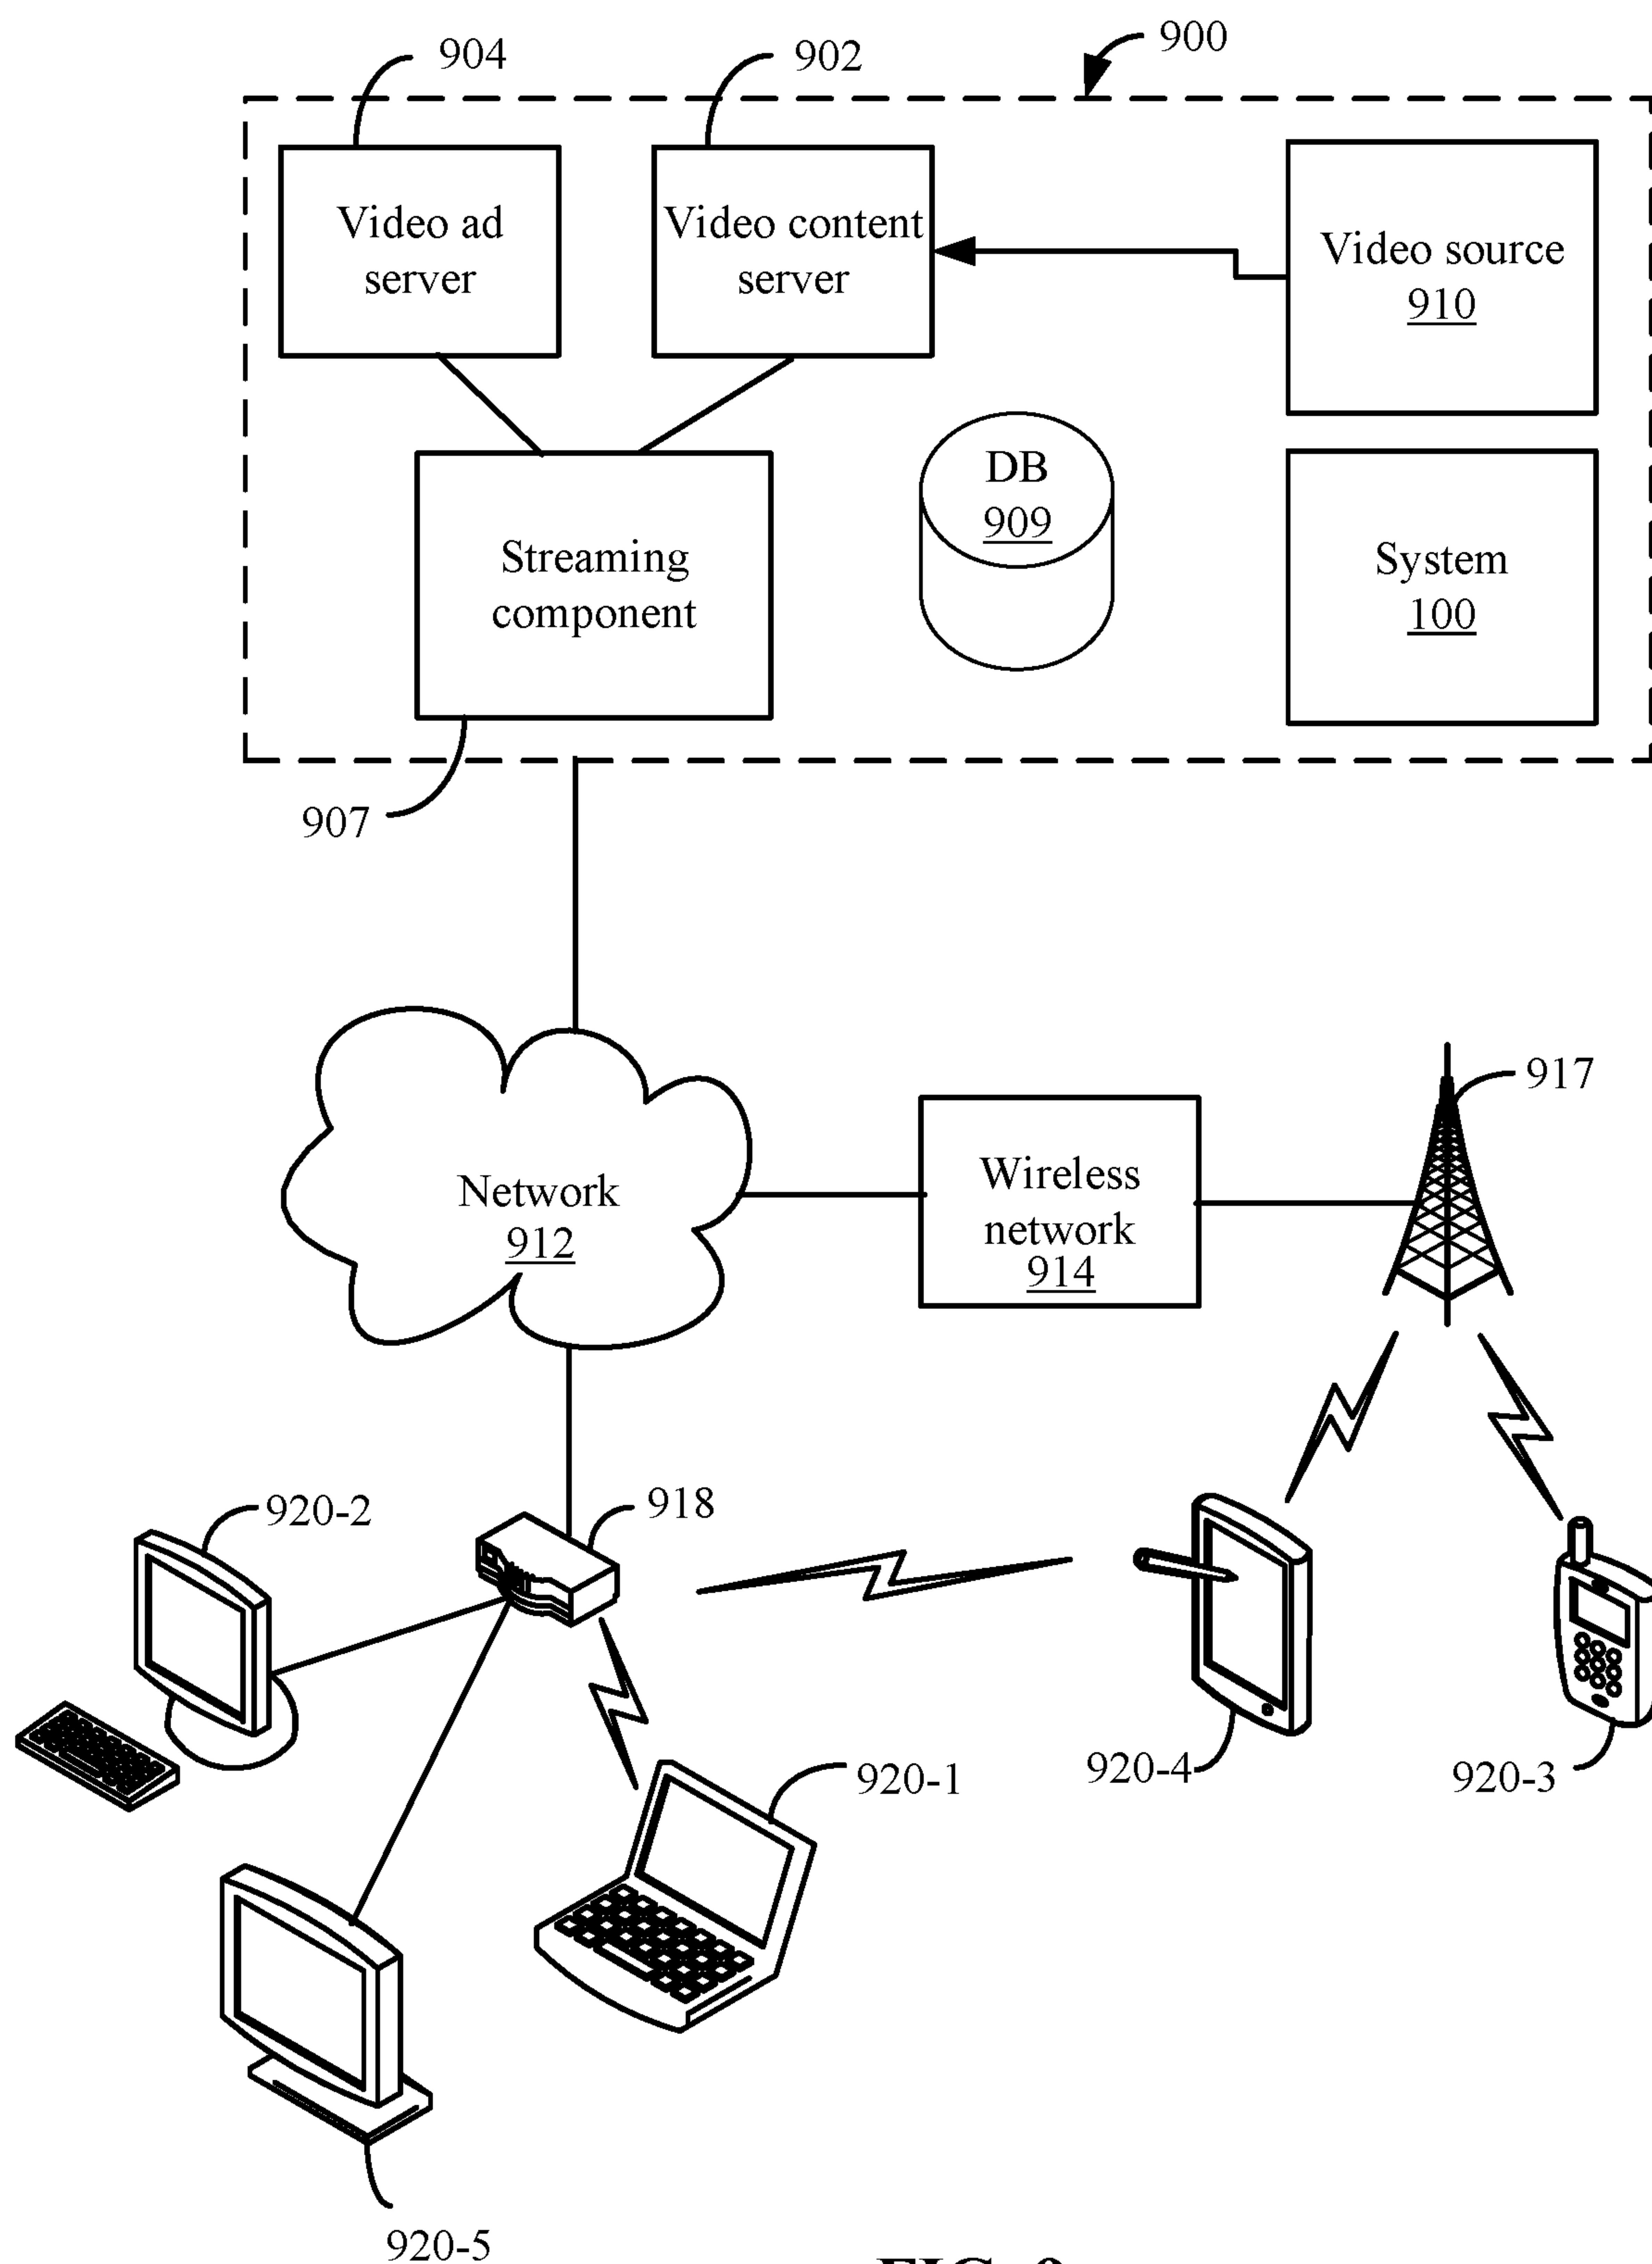 904
902
900
Video ad
server
Video content
server
Video source
910
DB
909
Streaming
component
System
100
907
917
Network
912
Wireless
network
914
920-2
918
920-1
920-4
920-3
920-5